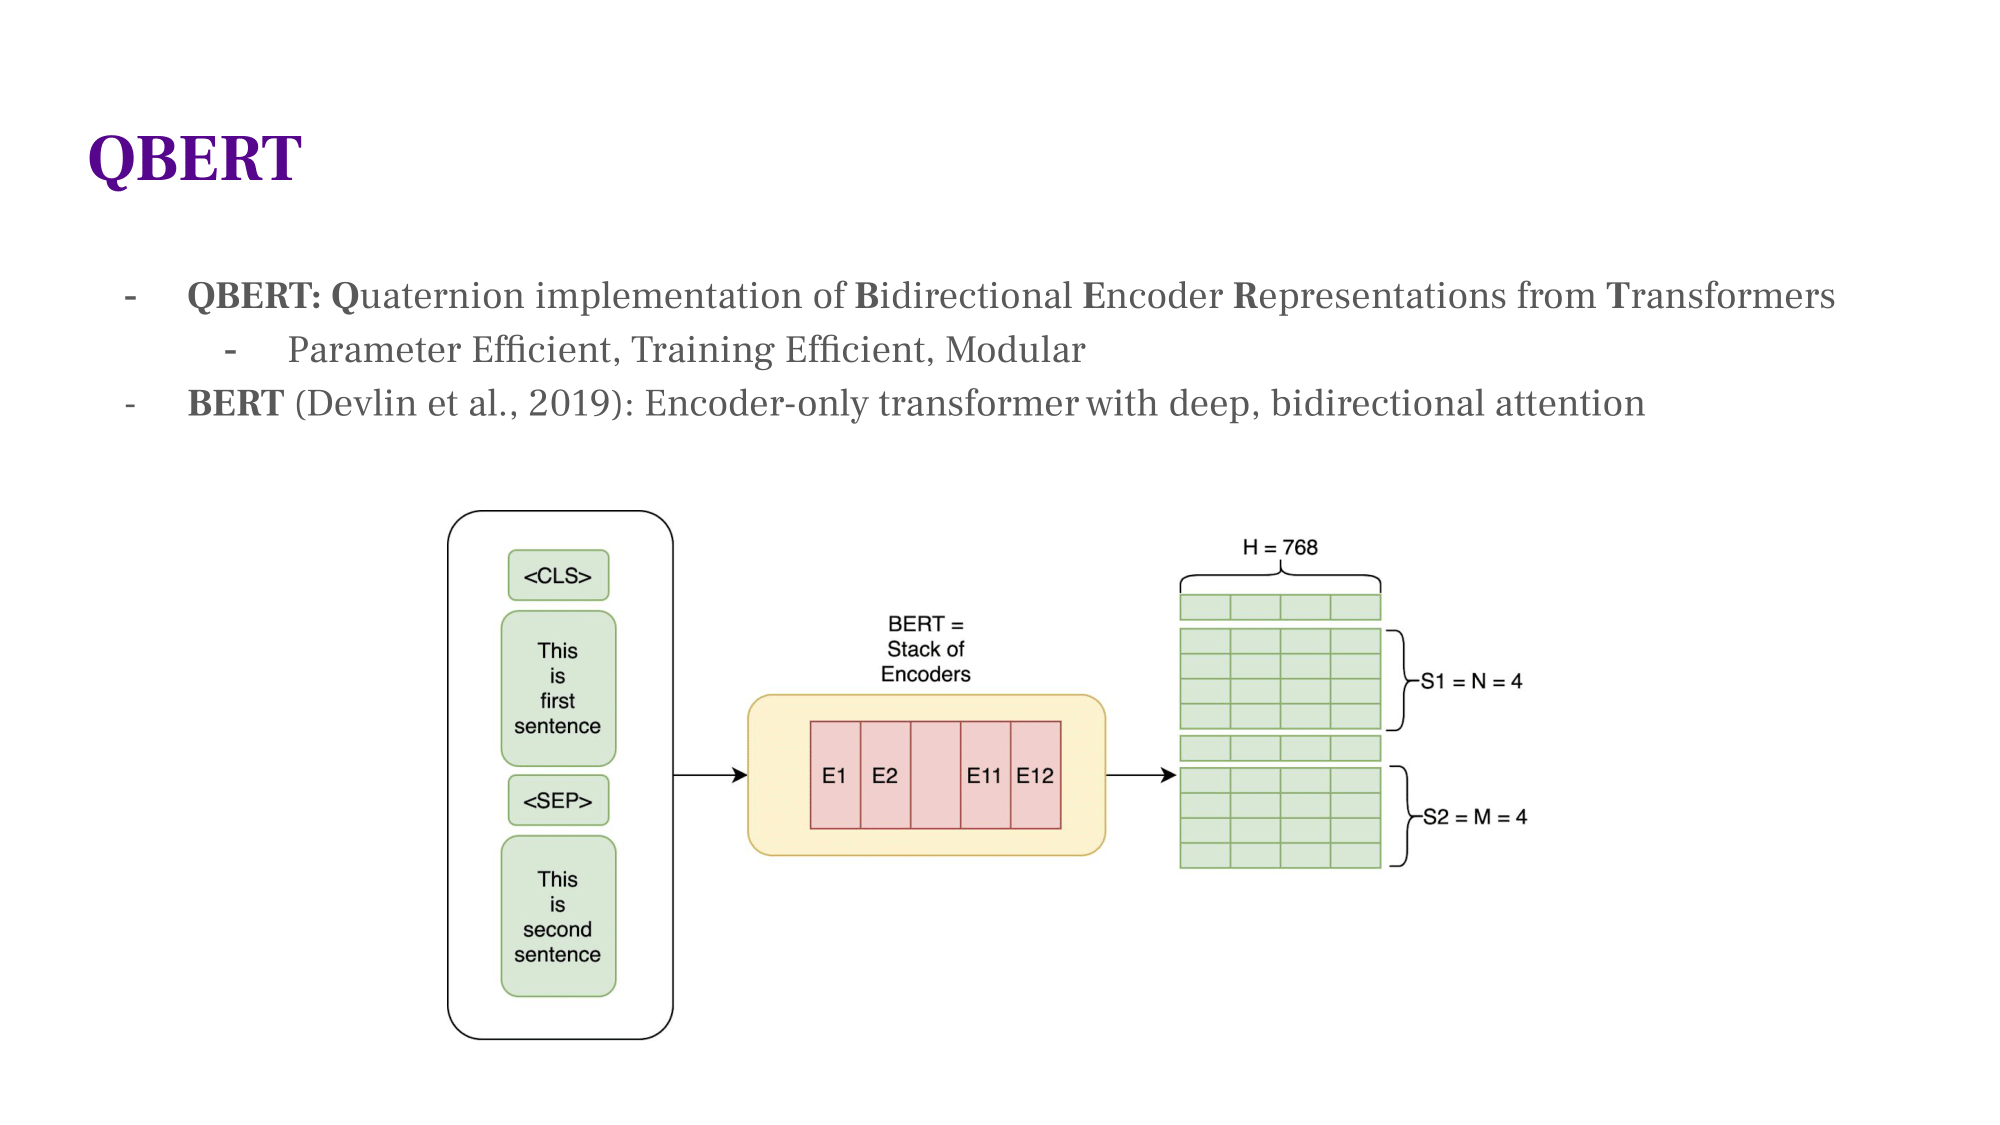 QBERT
- QBERT: Quaternion implementation of Bidirectional Encoder Representations from Transformers
- Parameter Efficient, Training Efficient, Modular
- BERT (Devlin et al., 2019): Encoder-only transformer with deep, bidirectional attention
<CLS>
This
is
first
sentence
<SEP>
This
is
second
sentence
BERT =
Stack of
Encoders
E1 E2 E11 E12
H = 768
S1 = N = 4
S2 = M = 4